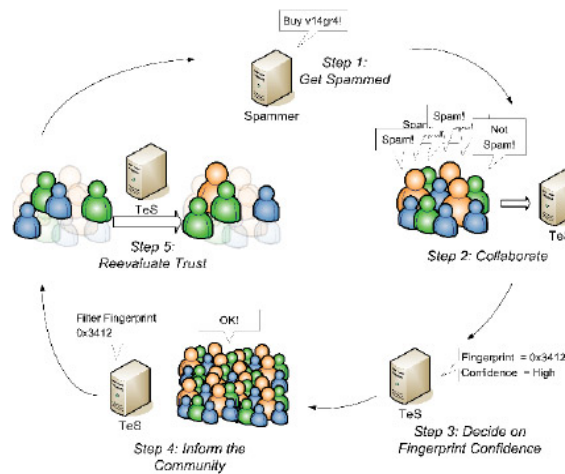 Buy v14gr4!
Step 1:
Get Spammed
Spammer
Spam!
Spam!
Spam!
Not
Spam!
TeS
Step 2: Collaborate
TeS
Step 5:
Reevaluate Trust
Filter Fingerprint
0x3412
OK!
TeS
Step 4: Inform the
Community
Fingerprint = 0x3412
Confidence = High
TeS
Step 3: Decide on
Fingerprint Confidence